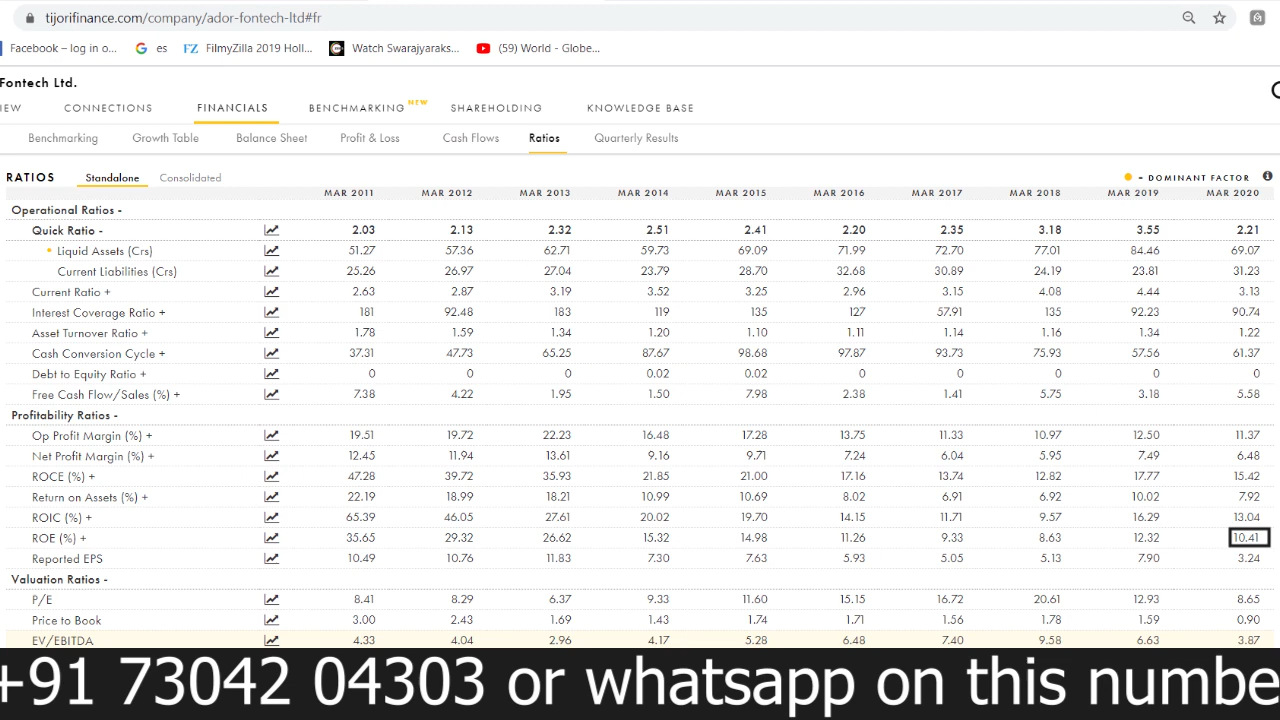 tijorifinance.com/company/ador-fontech-ltd#fr
Facebook – log in o... es FZ FilmyZilla 2019 Holl... Watch Swarajyaraks... (59) World - Globe...
Fontech Ltd.
IEW CONNECTIONS FINANCIALS BENCHMARKING NEW SHAREHOLDING KNOWLEDGE BASE
Benchmarking Growth Table Balance Sheet Profit & Loss Cash Flows Ratios Quarterly Results
RATIOS Standalone Consolidated = DOMINANT FACTOR
MAR 2011 MAR 2012 MAR 2013 MAR 2014 MAR 2015 MAR 2016 MAR 2017 MAR 2018 MAR 2019 MAR 2020
Operational Ratios -
Quick Ratio - 2.03 2.13 2.32 2.51 2.41 2.20 2.35 3.18 3.55 2.21
Liquid Assets (Crs) 51.27 57.36 62.71 59.73 69.09 71.99 72.70 77.01 84.46 69.07
Current Liabilities (Crs) 25.26 26.97 27.04 23.79 28.70 32.68 30.89 24.19 23.81 31.23
Current Ratio + 2.63 2.87 3.19 3.52 3.25 2.96 3.15 4.08 4.44 3.13
Interest Coverage Ratio + 181 92.48 183 119 135 127 57.91 135 92.23 90.74
Asset Turnover Ratio + 1.78 1.59 1.34 1.20 1.10 1.11 1.14 1.16 1.34 1.22
Cash Conversion Cycle + 37.31 47.73 65.25 87.67 98.68 97.87 93.73 75.93 57.56 61.37
Debt to Equity Ratio + 0 0 0 0.02 0.02 0 0 0 0 0
Free Cash Flow/Sales (%) + 7.38 4.22 1.95 1.50 7.98 2.38 1.41 5.75 3.18 5.58
Profitability Ratios -
Op Profit Margin (%) + 19.51 19.72 22.23 16.48 17.28 13.75 11.33 10.97 12.50 11.37
Net Profit Margin (%) + 12.45 11.94 13.61 9.16 9.71 7.24 6.04 5.95 7.49 6.48
ROCE (%) + 47.28 39.72 35.93 21.85 21.00 17.16 13.74 12.82 17.77 15.42
Return on Assets (%) + 22.19 18.99 18.21 10.99 10.69 8.02 6.91 6.92 10.02 7.92
ROIC (%) + 65.39 46.05 27.61 20.02 19.70 14.15 11.71 9.57 16.29 13.04
ROE (%) + 35.65 29.32 26.62 15.32 14.98 11.26 9.33 8.63 12.32 10.41
Reported EPS 10.49 10.76 11.83 7.30 7.63 5.93 5.05 5.13 7.90 3.24
Valuation Ratios -
P/E 8.41 8.29 6.37 9.33 11.60 15.15 16.72 20.61 12.93 8.65
Price to Book 3.00 2.43 1.69 1.43 1.74 1.71 1.56 1.78 1.59 0.90
EV/EBITDA 4.33 4.04 2.96 4.17 5.28 6.48 7.40 9.58 6.63 3.87
+91 73042 04303 or whatsapp on this numbe